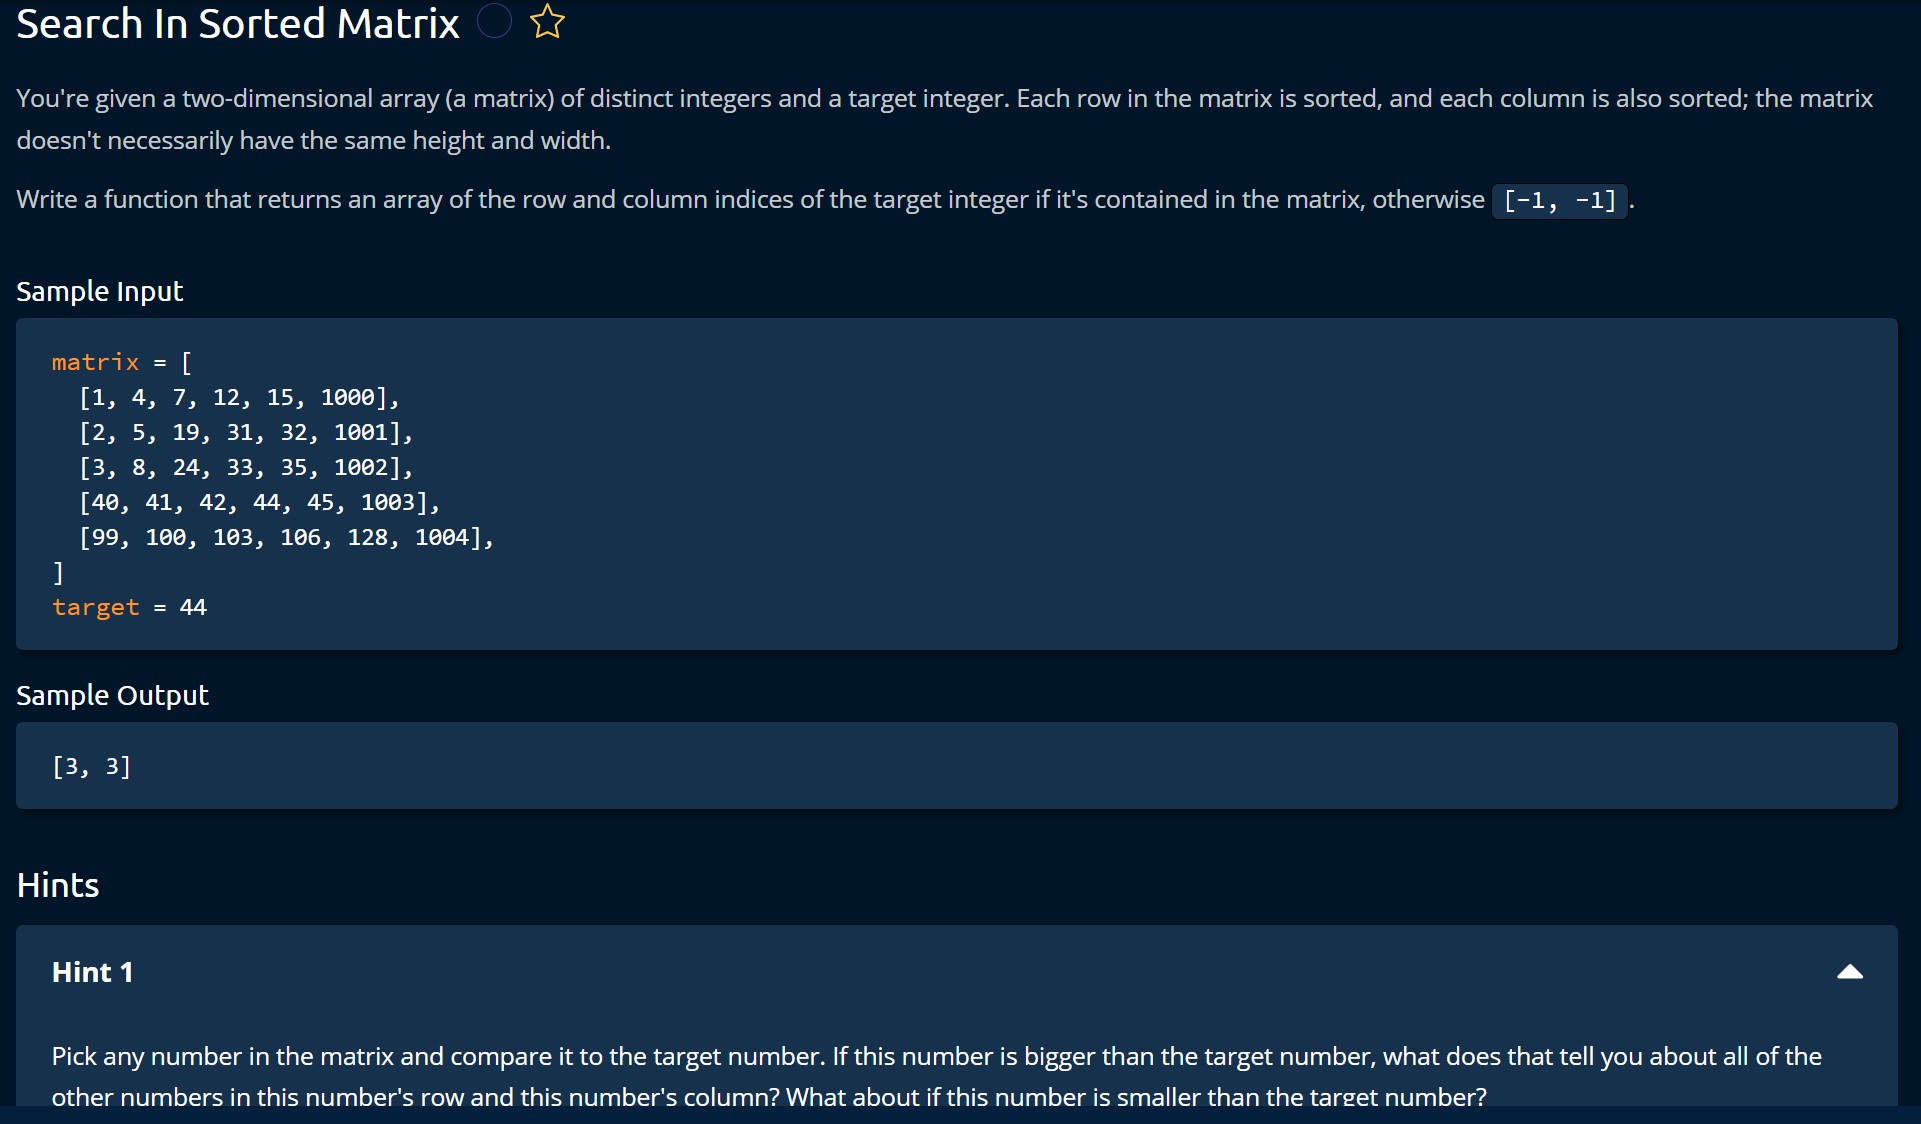 Search In Sorted Matrix
You're given a two-dimensional array (a matrix) of distinct integers and a target integer. Each row in the matrix is sorted, and each column is also sorted; the matrix
doesn't necessarily have the same height and width.
Write a function that returns an array of the row and column indices of the target integer if it's contained in the matrix, otherwise [-1, -1] .
Sample Input
matrix = [
  [1, 4, 7, 12, 15, 1000],
  [2, 5, 19, 31, 32, 1001],
  [3, 8, 24, 33, 35, 1002],
  [40, 41, 42, 44, 45, 1003],
  [99, 100, 103, 106, 128, 1004],
]
target = 44
Sample Output
[3, 3]
Hints
Hint 1
Pick any number in the matrix and compare it to the target number. If this number is bigger than the target number, what does that tell you about all of the
other numbers in this number's row and this number's column? What about if this number is smaller than the target number?